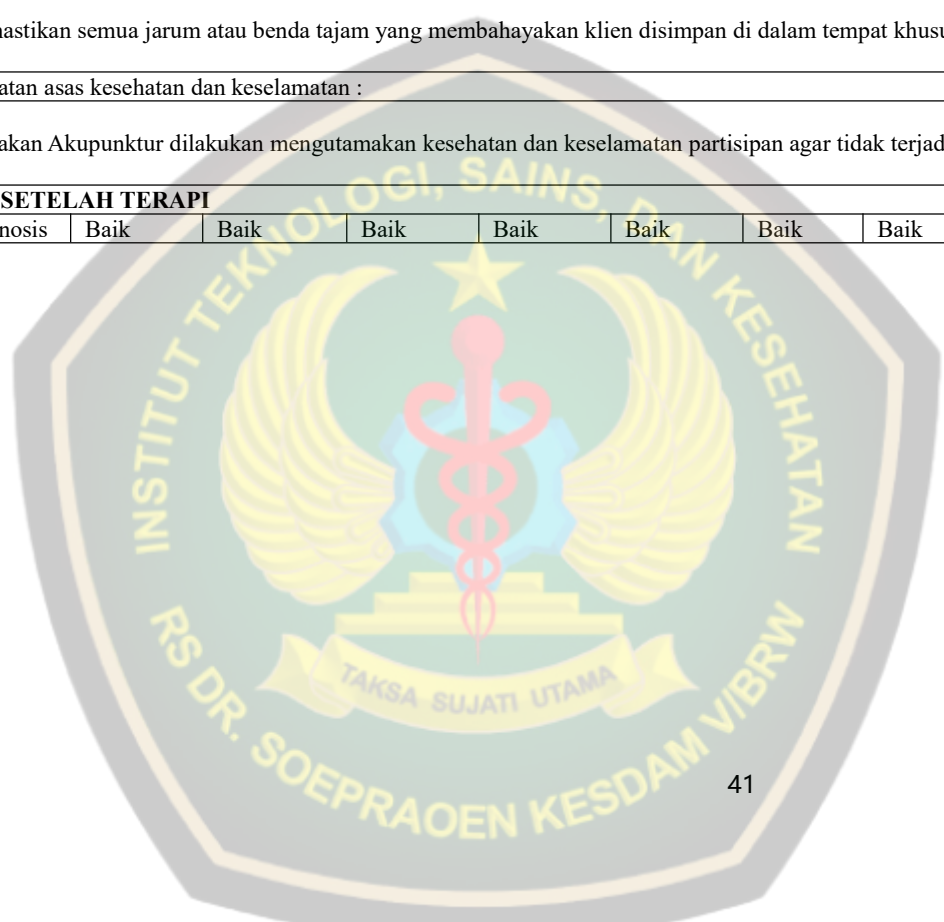 mastikan semua jarum atau benda tajam yang membahayakan klien disimpan di dalam tempat khusu
atan asas kesehatan dan keselamatan :
akan Akupunktur dilakukan mengutamakan kesehatan dan keselamatan partisipan agar tidak terjad
SETELAH TERAPI
nosis Baik Baik Baik Baik Baik Baik Baik
INSTITUT TEKNOLOGI, SAINS, DAN KESEHATAN
TAKSA SUJATI UTAMA
RS DR. SOEPRAOEN KESDAM V/BRW
41